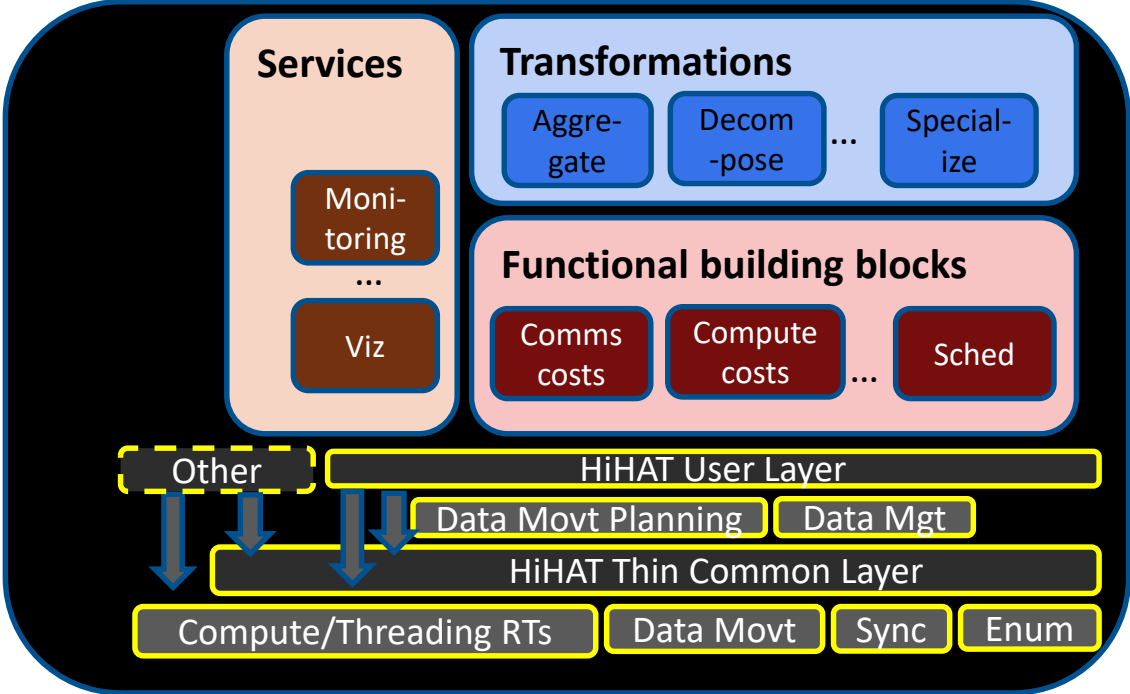 Services
Moni-
toring
...
Viz
Transformations
Aggre-
gate
Decom
-pose
...
Special-
ize
Functional building blocks
Comms
costs
Compute
costs
...
Sched
Other
HiHAT User Layer
Data Movt Planning
Data Mgt
HiHAT Thin Common Layer
Compute/Threading RTs
Data Movt
Sync
Enum